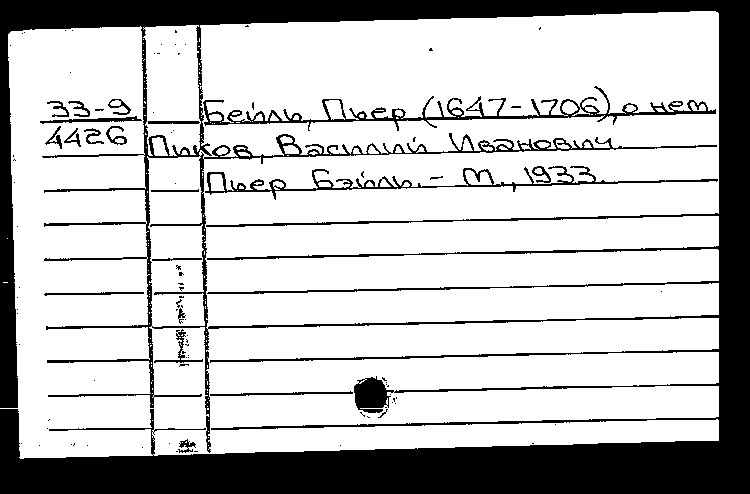 33-9 Бейль, Пьер (1647-1706), о нем
4426 Пиков, Василий Иванович.
Пьер Бэйль. - М., 1933.